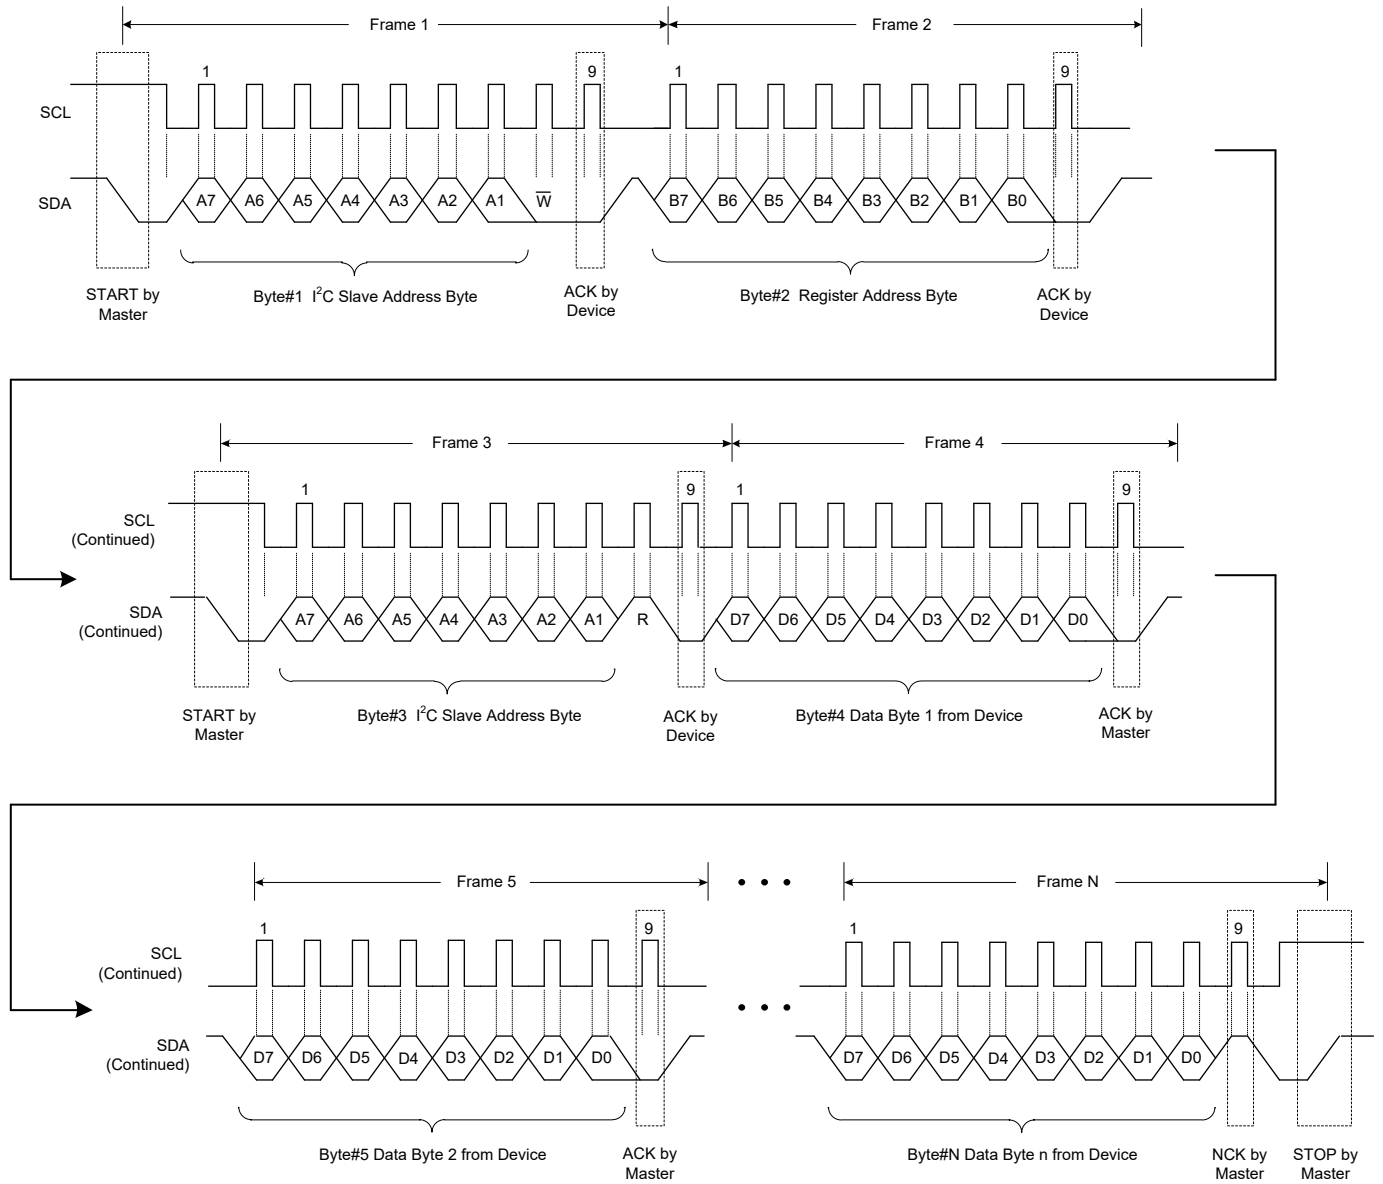 Frame 1 Frame 2
1 9 1 9
SCL
SDA A7 A6 A5 A4 A3 A2 A1 W̅ B7 B6 B5 B4 B3 B2 B1 B0
START by
Master
Byte#1 I²C Slave Address Byte
ACK by
Device
Byte#2 Register Address Byte
ACK by
Device
Frame 3 Frame 4
1 9 1 9
SCL
(Continued)
SDA
(Continued)
A7 A6 A5 A4 A3 A2 A1 R D7 D6 D5 D4 D3 D2 D1 D0
START by
Master
Byte#3 I²C Slave Address Byte
ACK by
Device
Byte#4 Data Byte 1 from Device
ACK by
Master
Frame 5 • • • Frame N
1 9 1 9
SCL
(Continued)
• • •
SDA
(Continued)
D7 D6 D5 D4 D3 D2 D1 D0 D7 D6 D5 D4 D3 D2 D1 D0
Byte#5 Data Byte 2 from Device
ACK by
Master
Byte#N Data Byte n from Device
NCK by
Master
STOP by
Master